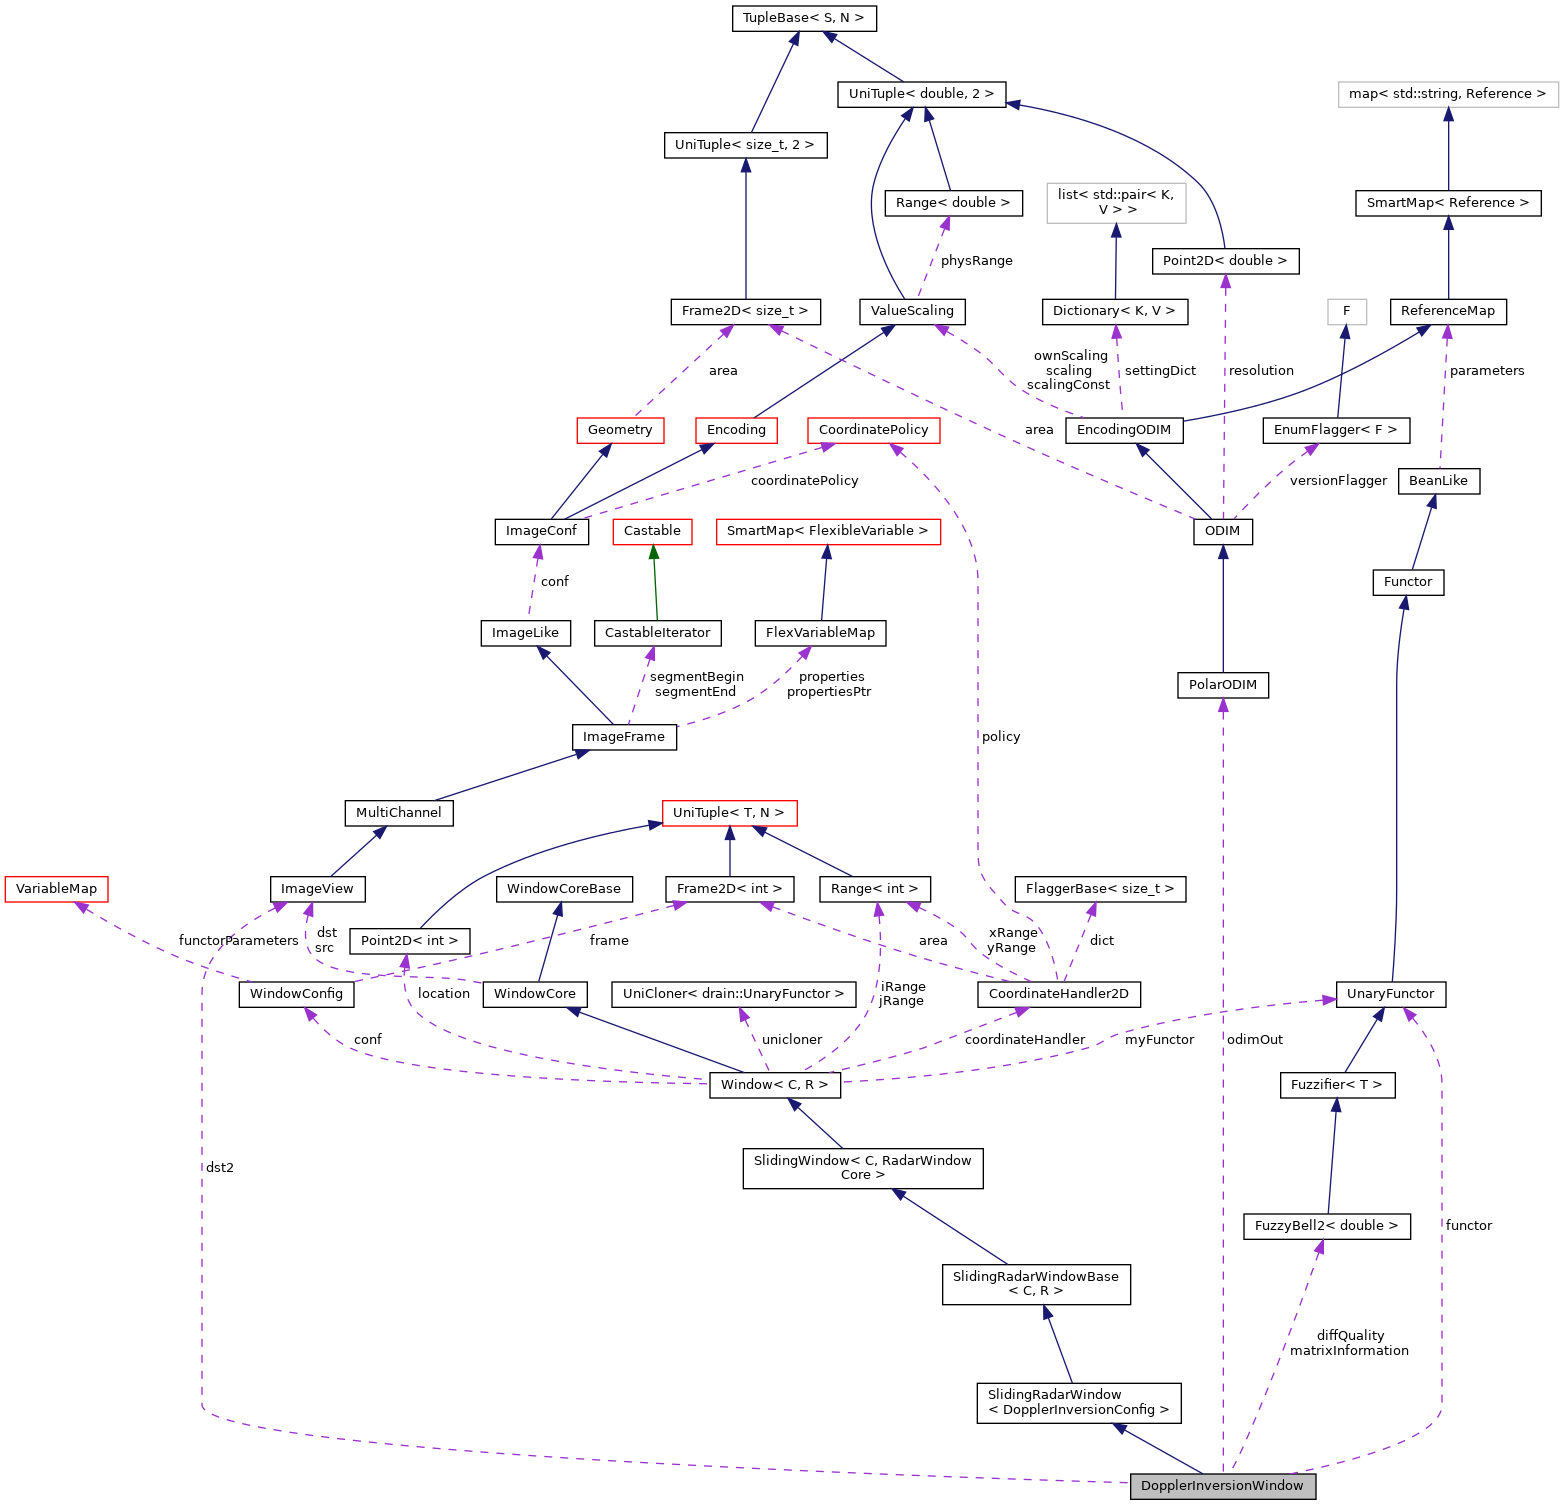 TupleBase< S, N >
UniTuple< double, 2 >
map< std::string, Reference >
UniTuple< size_t, 2 >
Range< double >
list< std::pair< K,
V > >
SmartMap< Reference >
Point2D< double >
physRange
Frame2D< size_t >
ValueScaling
Dictionary< K, V >
F
ReferenceMap
ownScaling
scaling
scalingConst
area
settingDict
resolution
parameters
Geometry
Encoding
CoordinatePolicy
area
EncodingODIM
EnumFlagger< F >
coordinatePolicy
versionFlagger
BeanLike
ImageConf
Castable
SmartMap< FlexibleVariable >
ODIM
conf
Functor
ImageLike
CastableIterator
FlexVariableMap
segmentBegin
segmentEnd
properties
propertiesPtr
PolarODIM
ImageFrame
policy
MultiChannel
UniTuple< T, N >
VariableMap
ImageView
WindowCoreBase
Frame2D< int >
Range< int >
FlaggerBase< size_t >
functorParameters
dst
src
Point2D< int >
frame
area
xRange
yRange
dict
WindowConfig
location
WindowCore
UniCloner< drain::UnaryFunctor >
iRange
jRange
CoordinateHandler2D
UnaryFunctor
conf
unicloner
coordinateHandler
myFunctor
odimOut
Window< C, R >
Fuzzifier< T >
dst2
SlidingWindow< C, RadarWindow
Core >
FuzzyBell2< double >
functor
SlidingRadarWindowBase
< C, R >
diffQuality
matrixInformation
SlidingRadarWindow
< DopplerInversionConfig >
DopplerInversionWindow